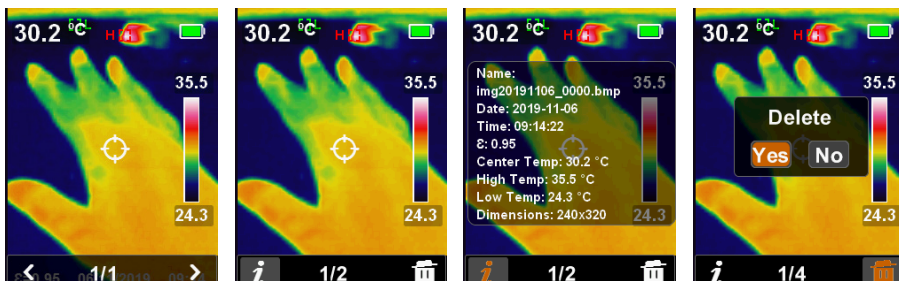 30.2 °C H
35.5
24.3
1/1
30.2 °C H
35.5
24.3
i 1/2
30.2 °C H
35.5
24.3
Name:
img20191106_0000.bmp
Date: 2019-11-06
Time: 09:14:22
Ɛ: 0.95
Center Temp: 30.2 °C
High Temp: 35.5 °C
Low Temp: 24.3 °C
Dimensions: 240x320
i 1/2
30.2 °C H
35.5
Delete
Yes No
24.3
i 1/4